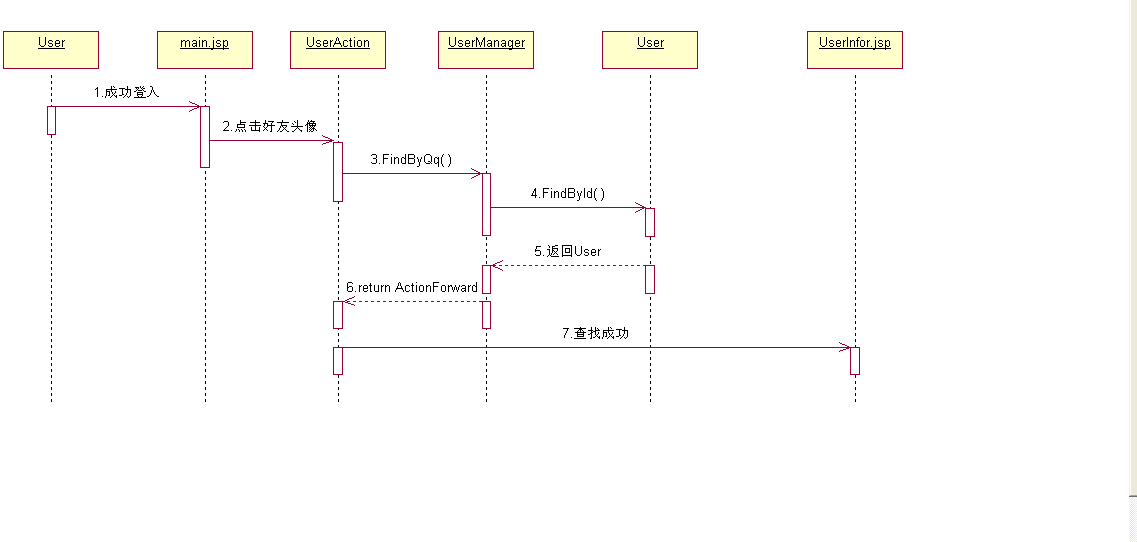 User
main.jsp
UserAction
UserManager
User
UserInfor.jsp
1.成功登入
2.点击好友头像
3.FindByQq( )
4.FindById( )
5.返回User
6.return ActionForward
7.查找成功